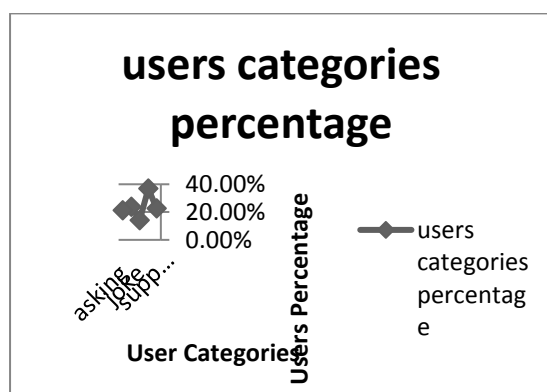 users categories
percentage
40.00%
20.00%
0.00%
asking
joke
supp...
User Categories
Users Percentage
users
categories
percentag
e